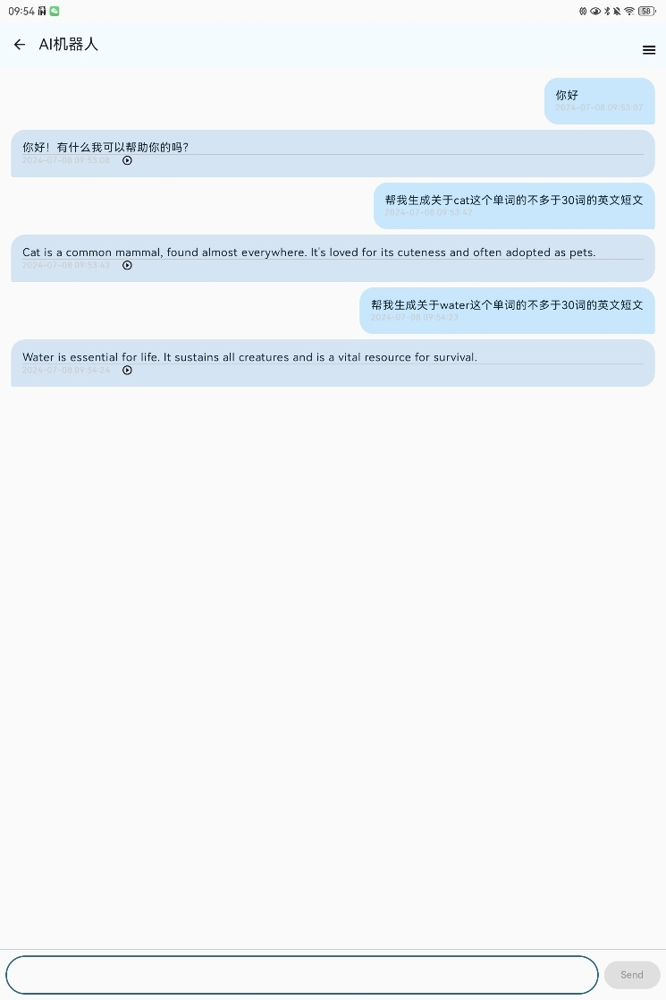 09:54
58
AI机器人
你好
2024-07-08 09:53:07
你好！有什么我可以帮助你的吗？
2024-07-08 09:53:08
帮我生成关于cat这个单词的不多于30词的英文短文
2024-07-08 09:53:42
Cat is a common mammal, found almost everywhere. It's loved for its cuteness and often adopted as pets.
2024-07-08 09:53:43
帮我生成关于water这个单词的不多于30词的英文短文
2024-07-08 09:54:23
Water is essential for life. It sustains all creatures and is a vital resource for survival.
2024-07-08 09:54:24
Send